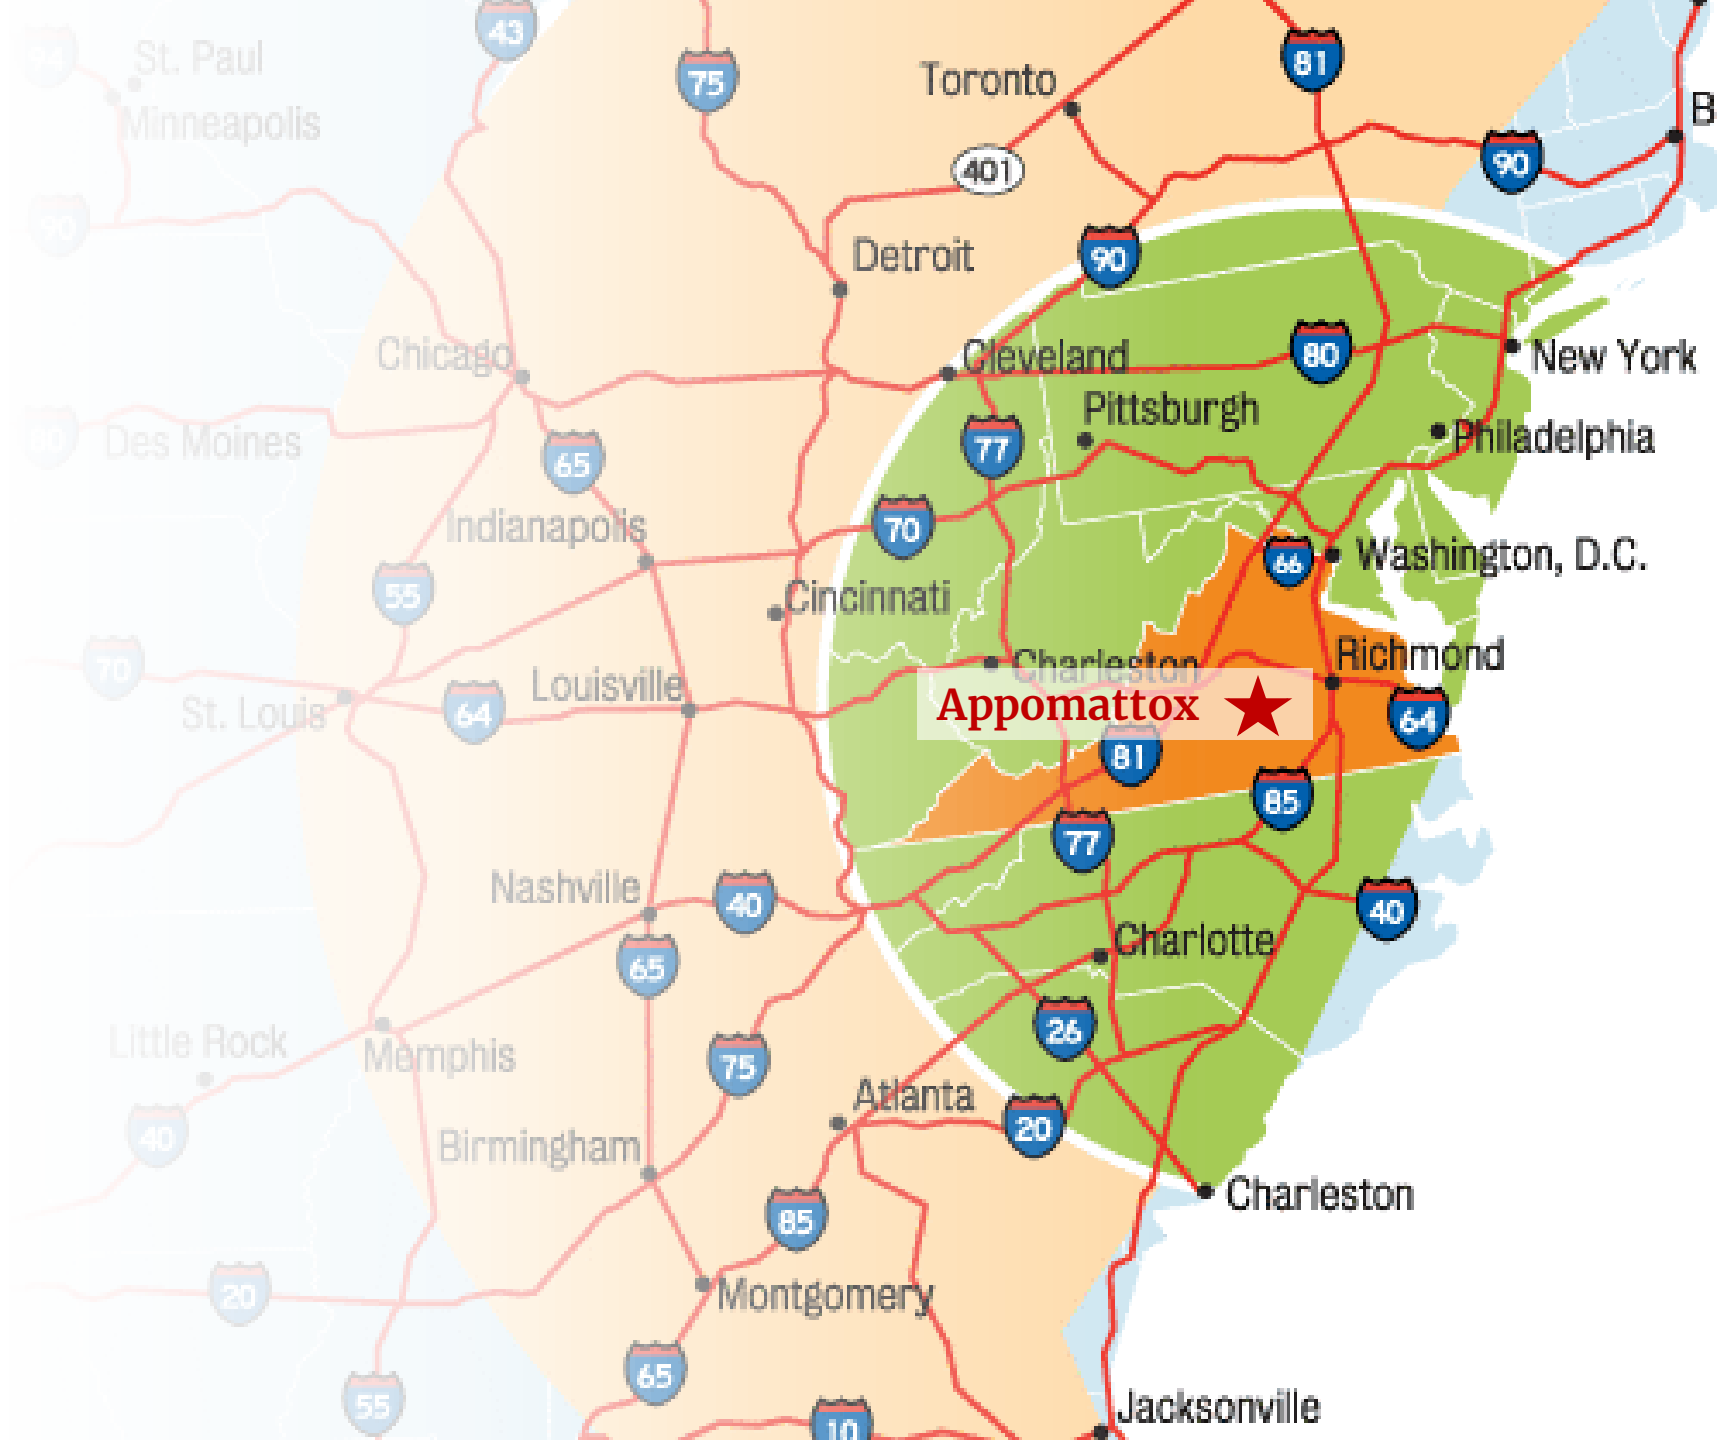 43
94
St. Paul
81
75
Toronto
B
Minneapolis
90
401
90
Detroit
90
Chicago
Cleveland
80
New York
Pittsburgh
80
Des Moines
77
Philadelphia
65
Indianapolis
70
66
Washington, D.C.
55
Cincinnati
70
Charleston
Richmond
St. Louis
64
Louisville
Appomattox
64
81
85
77
Nashville
40
40
65
Charlotte
26
Little Rock
Memphis
75
Atlanta
20
40
Birmingham
85
Charleston
20
Montgomery
65
55
10
Jacksonville